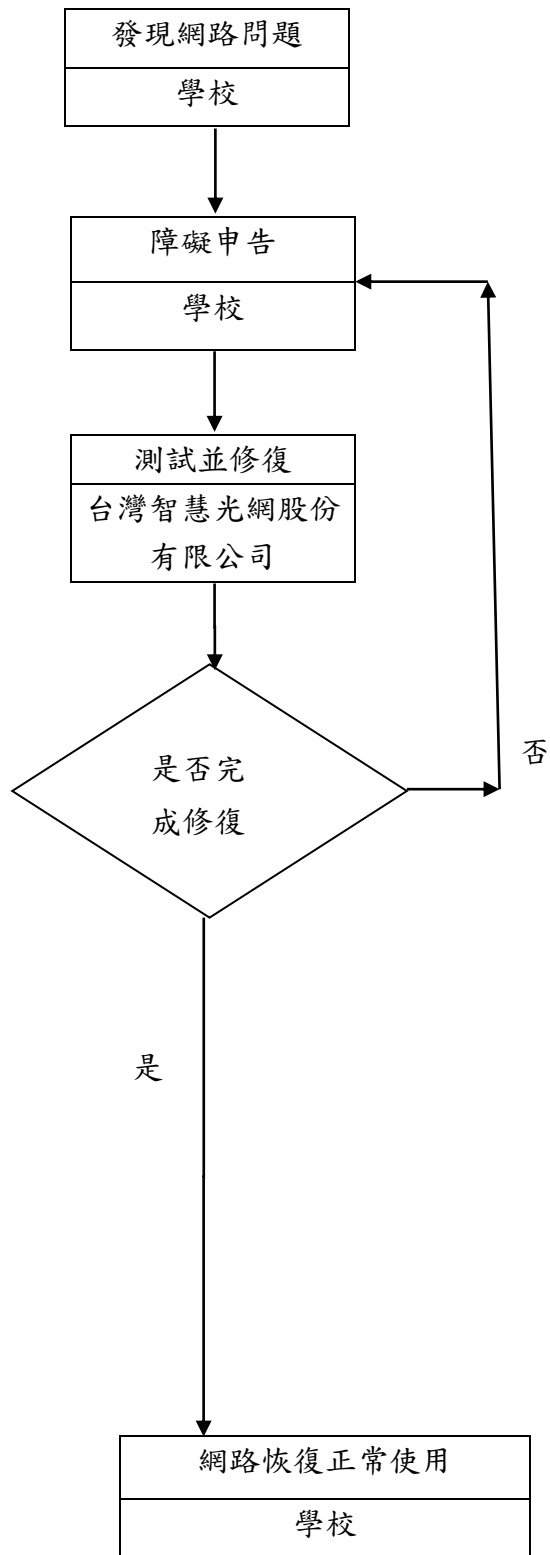 發現網路問題
學校
障礙申告
學校
測試並修復
台灣智慧光網股份
有限公司
是否完
成修復
否
是
網路恢復正常使用
學校